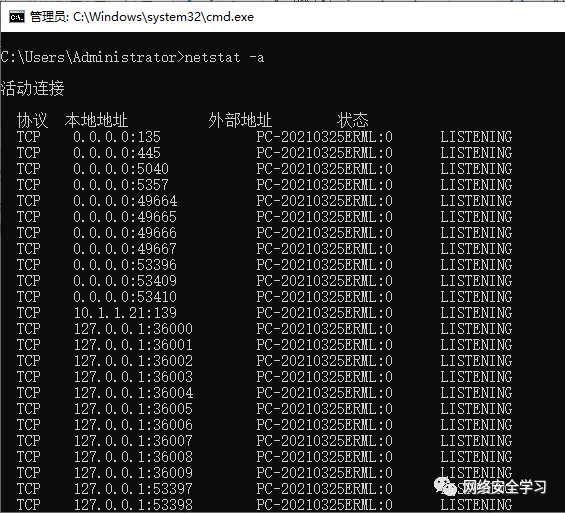 管理员: C:\Windows\system32\cmd.exe
C:\Users\Administrator>netstat -a
活动连接
协议 本地地址 外部地址 状态
TCP 0.0.0.0:135 PC-20210325ERML:0 LISTENING
TCP 0.0.0.0:445 PC-20210325ERML:0 LISTENING
TCP 0.0.0.0:5040 PC-20210325ERML:0 LISTENING
TCP 0.0.0.0:5357 PC-20210325ERML:0 LISTENING
TCP 0.0.0.0:49664 PC-20210325ERML:0 LISTENING
TCP 0.0.0.0:49665 PC-20210325ERML:0 LISTENING
TCP 0.0.0.0:49666 PC-20210325ERML:0 LISTENING
TCP 0.0.0.0:49667 PC-20210325ERML:0 LISTENING
TCP 0.0.0.0:53396 PC-20210325ERML:0 LISTENING
TCP 0.0.0.0:53409 PC-20210325ERML:0 LISTENING
TCP 0.0.0.0:53410 PC-20210325ERML:0 LISTENING
TCP 10.1.1.21:139 PC-20210325ERML:0 LISTENING
TCP 127.0.0.1:36000 PC-20210325ERML:0 LISTENING
TCP 127.0.0.1:36001 PC-20210325ERML:0 LISTENING
TCP 127.0.0.1:36002 PC-20210325ERML:0 LISTENING
TCP 127.0.0.1:36003 PC-20210325ERML:0 LISTENING
TCP 127.0.0.1:36004 PC-20210325ERML:0 LISTENING
TCP 127.0.0.1:36005 PC-20210325ERML:0 LISTENING
TCP 127.0.0.1:36006 PC-20210325ERML:0 LISTENING
TCP 127.0.0.1:36007 PC-20210325ERML:0 LISTENING
TCP 127.0.0.1:36008 PC-20210325ERML:0 LISTENING
TCP 127.0.0.1:36009 PC-20210325ERML:0 LISTENING
TCP 127.0.0.1:53397 PC-20210325ERML:0
TCP 127.0.0.1:53398 PC-20210325ERML:0 LISTENING
网络安全学习